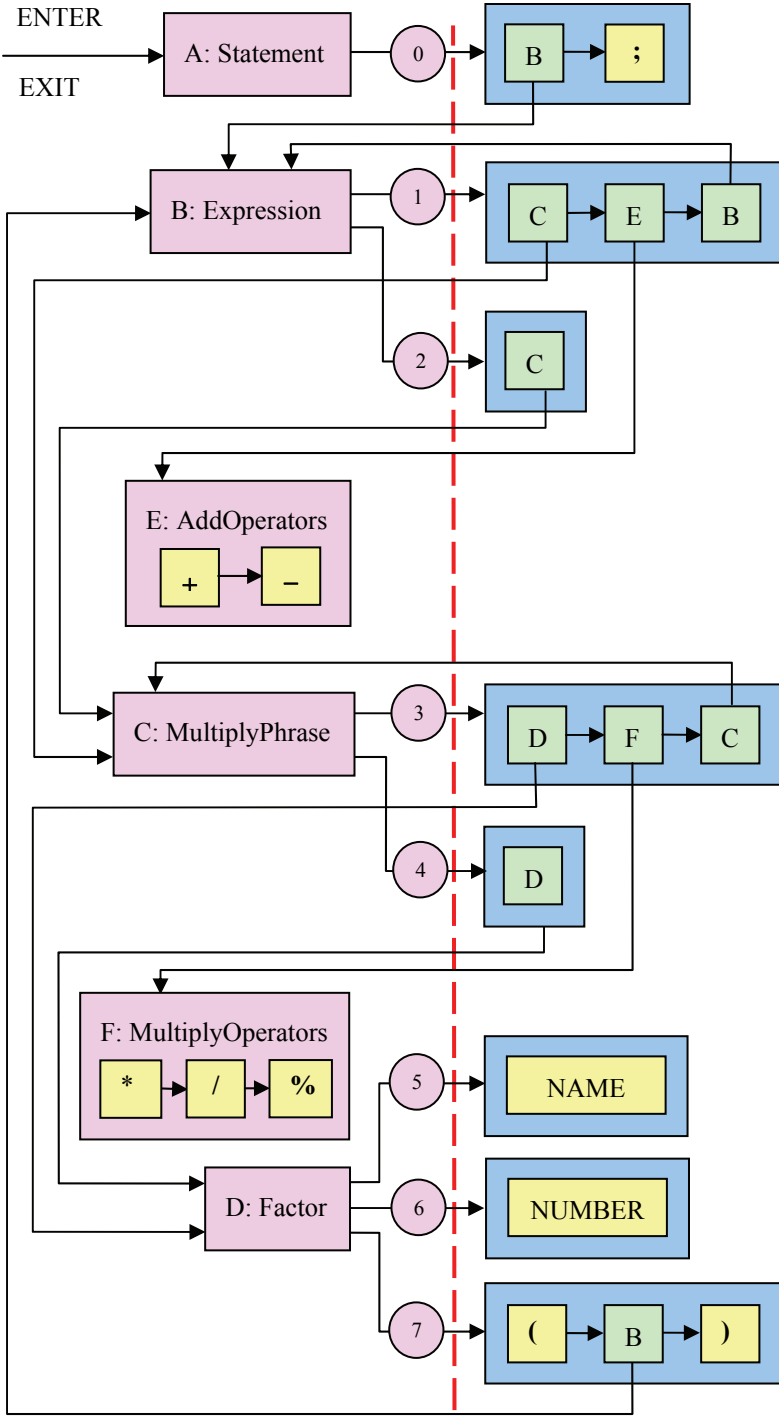 ENTER
A: Statement 0 B ;
EXIT
B: Expression 1 C E B
2 C
E: AddOperators
+ –
C: MultiplyPhrase 3 D F C
4 D
F: MultiplyOperators
* / %
5 NAME
D: Factor 6 NUMBER
7 ( B )